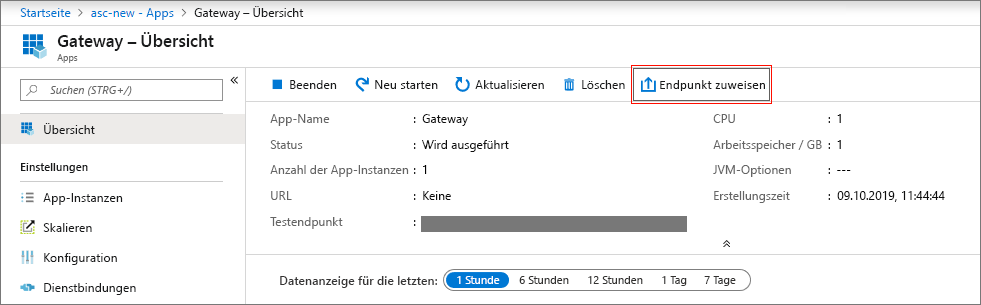 Startseite > asc-new - Apps > Gateway – Übersicht
Gateway – Übersicht
Apps
Suchen (STRG+/)
«
Übersicht
Einstellungen
App-Instanzen
Skalieren
Konfiguration
Dienstbindungen
Beenden Neu starten Aktualisieren Löschen Endpunkt zuweisen
App-Name : Gateway CPU : 1
Status : Wird ausgeführt Arbeitsspeicher / GB : 1
Anzahl der App-Instanzen : 1 JVM-Optionen : ---
URL : Keine Erstellungszeit : 09.10.2019, 11:44:44
Testendpunkt :
Datenanzeige für die letzten: 1 Stunde 6 Stunden 12 Stunden 1 Tag 7 Tage